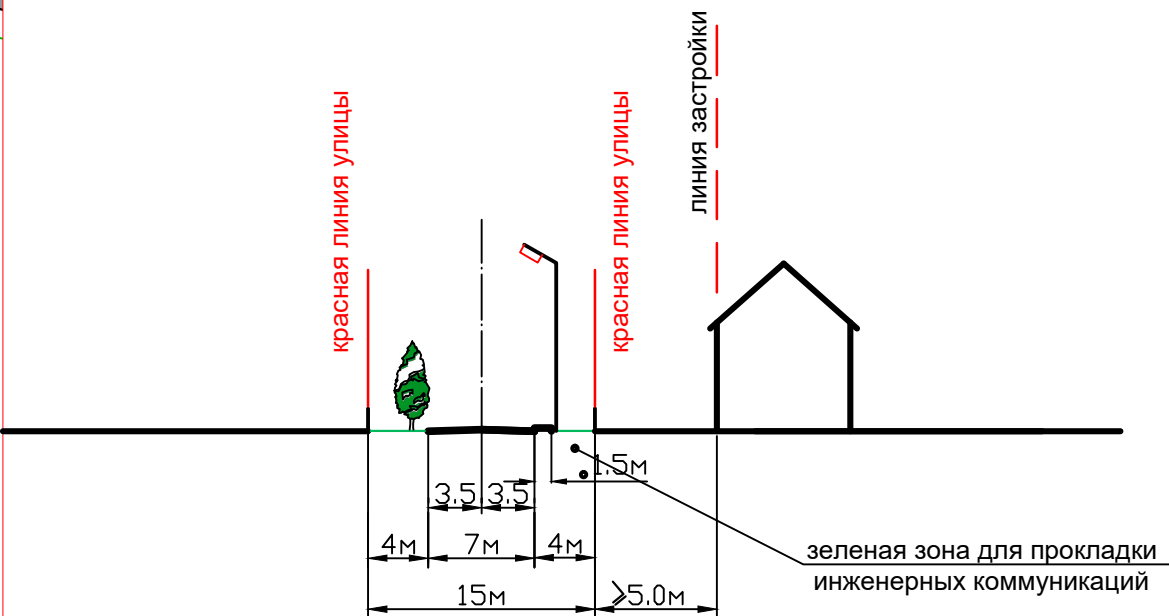 красная линия улицы
красная линия улицы
линия застройки
1.5м
3.5 3.5
4м 7м 4м
15м ⩾5.0м
зеленая зона для прокладки
инженерных коммуникаций